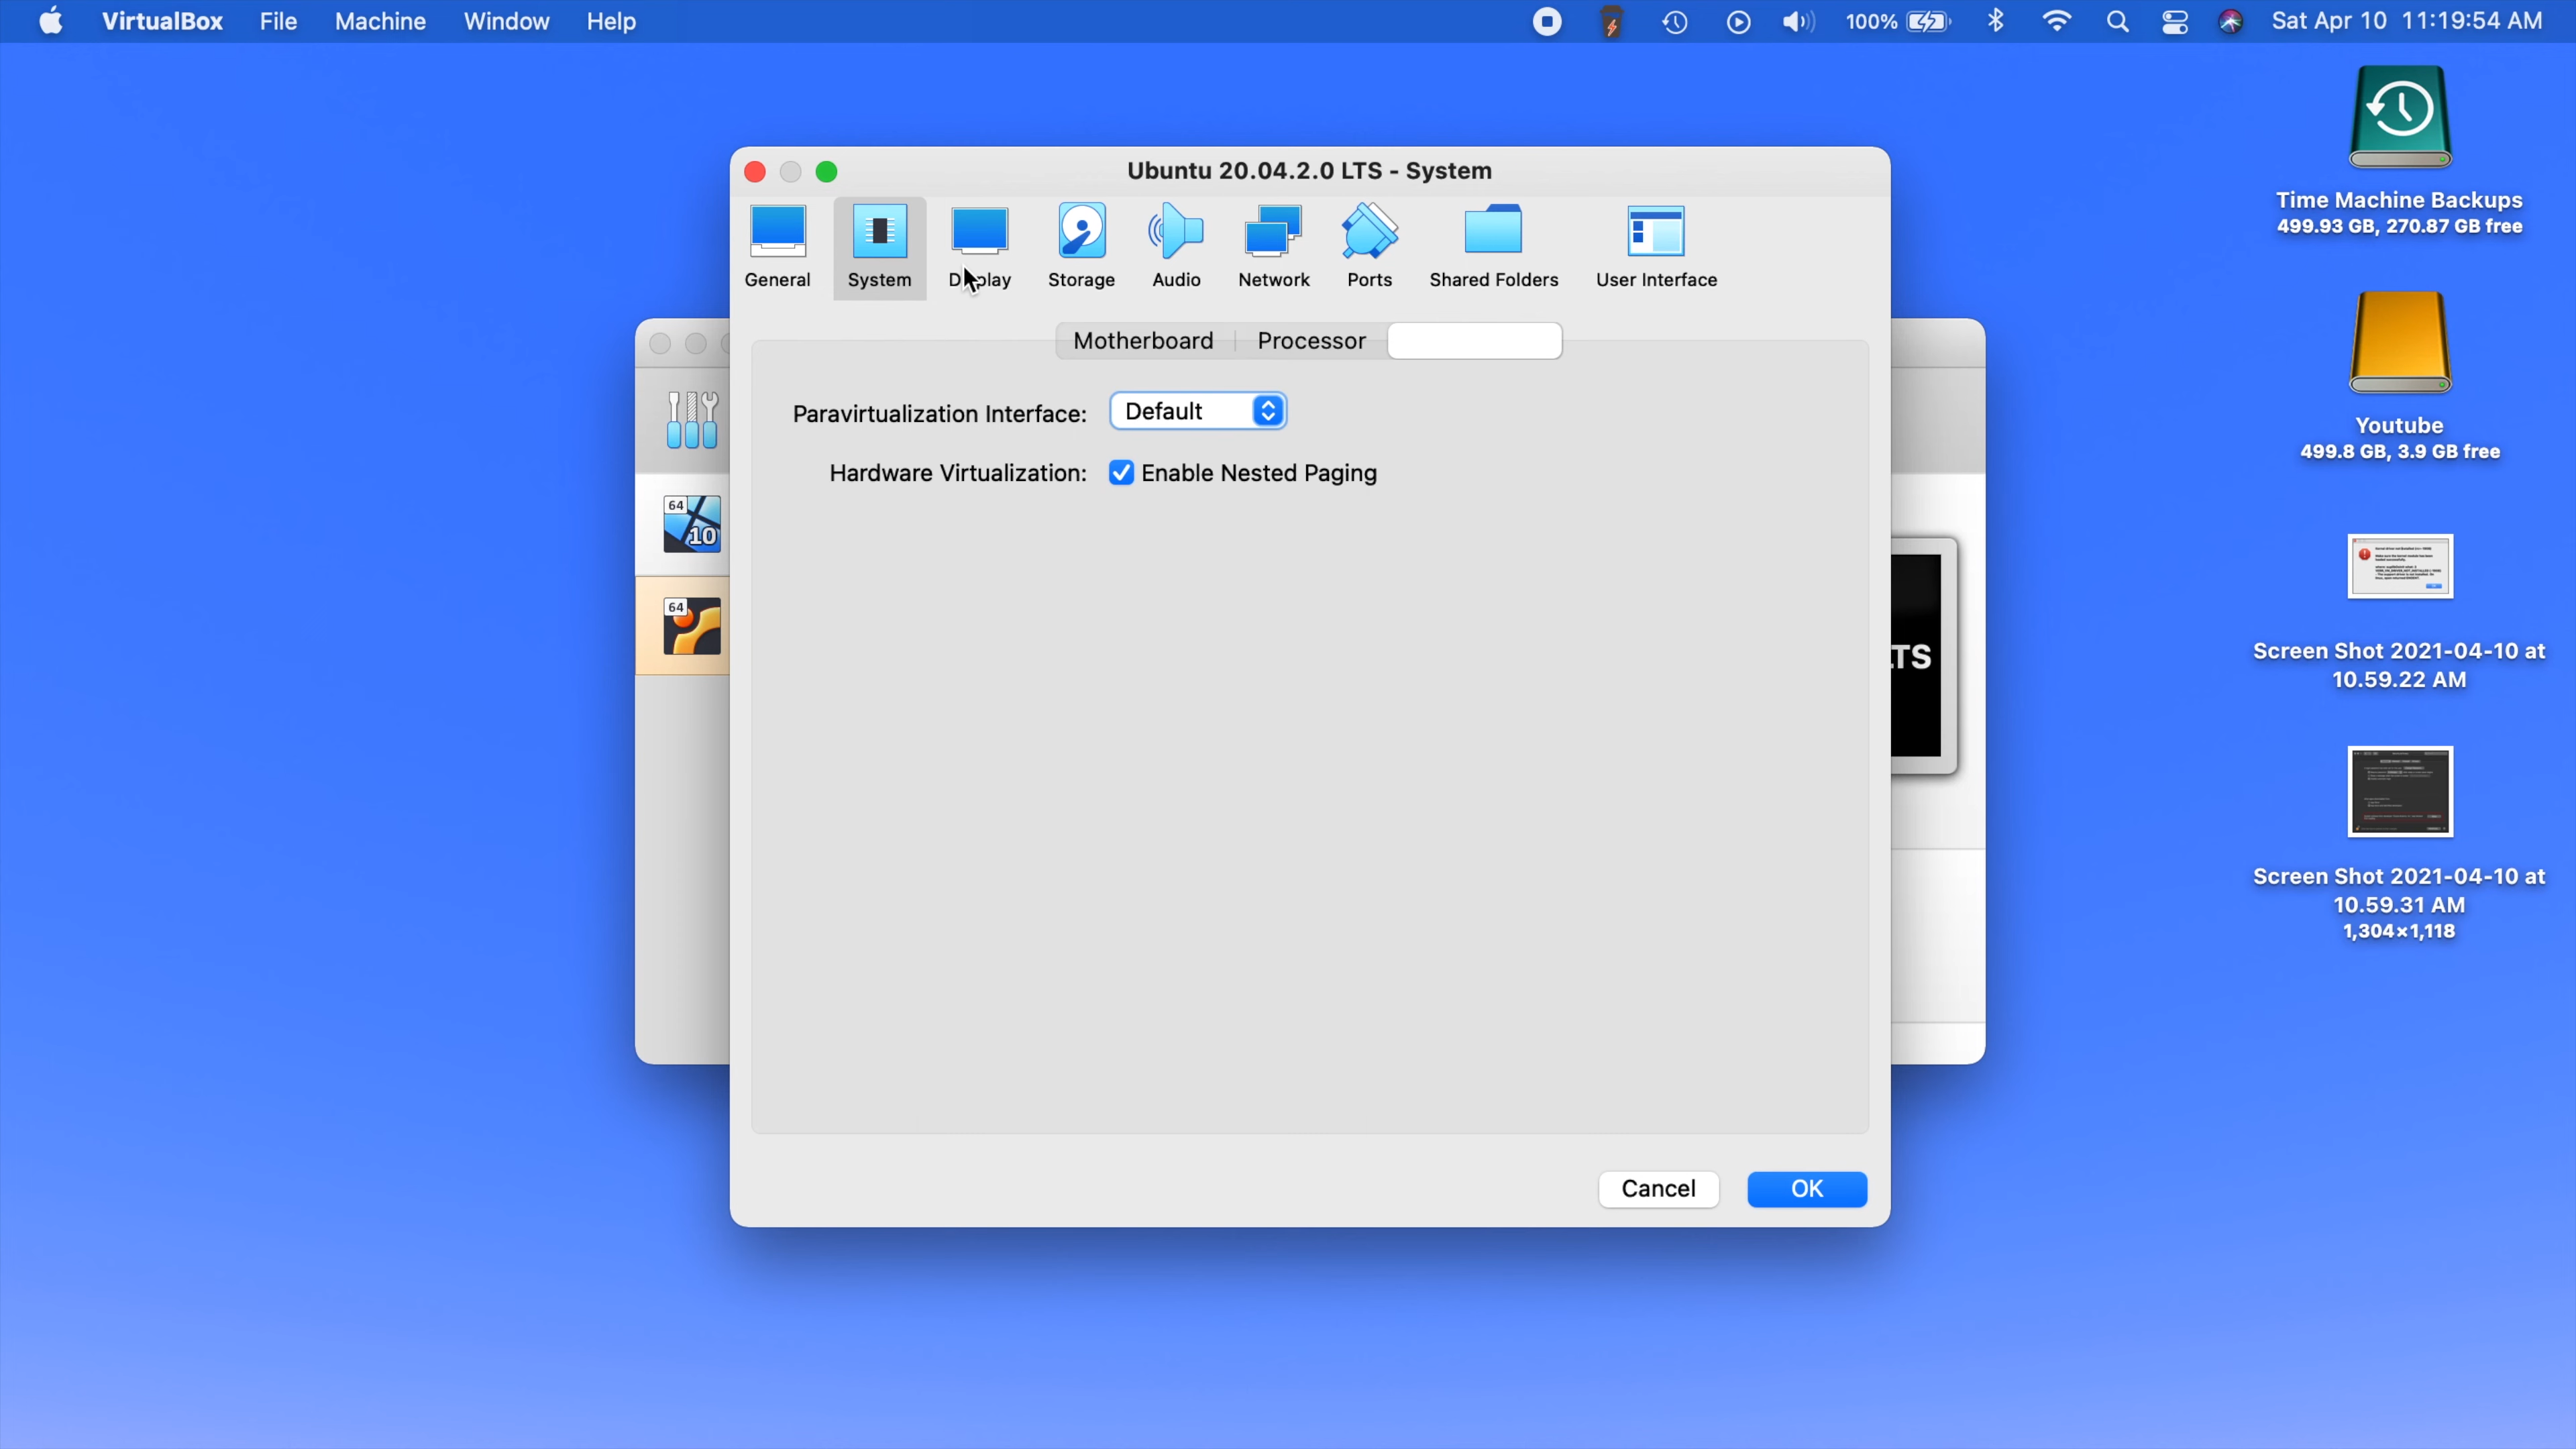 VirtualBox File Machine Window Help
100% Sat Apr 10 11:19:54 AM
Ubuntu 20.04.2.0 LTS - System
General System Display Storage Audio Network Ports Shared Folders User Interface
Motherboard Processor
Paravirtualization Interface: Default
Hardware Virtualization: Enable Nested Paging
Cancel OK
64
10
64
LTS
Time Machine Backups
499.93 GB, 270.87 GB free
Youtube
499.8 GB, 3.9 GB free
Screen Shot 2021-04-10 at
10.59.22 AM
Screen Shot 2021-04-10 at
10.59.31 AM
1,304×1,118